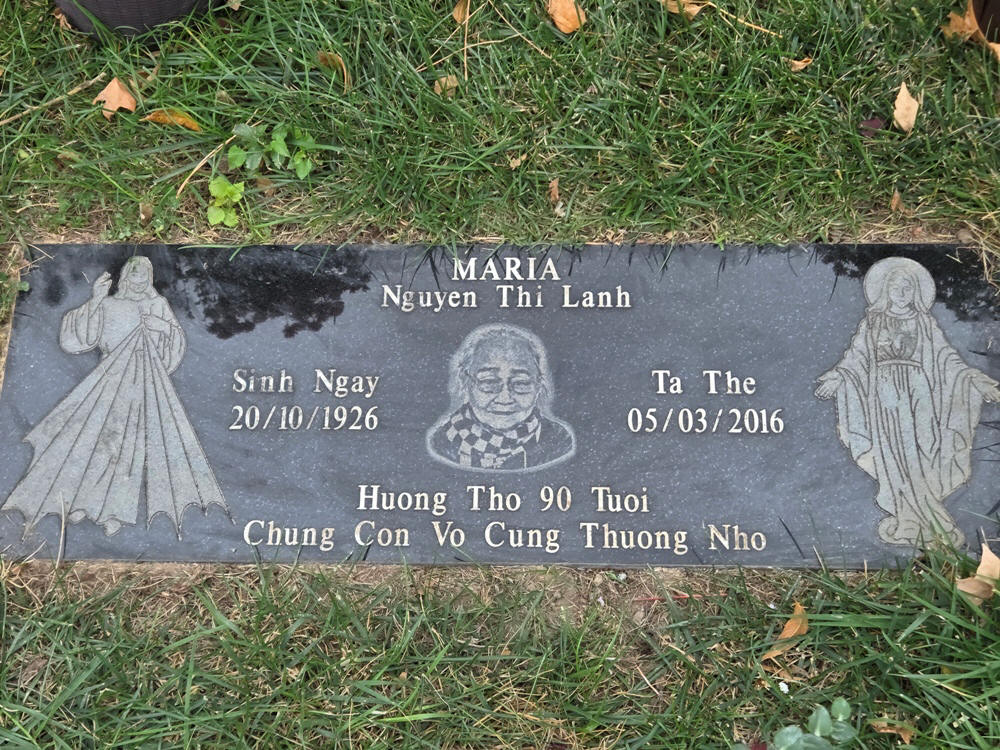 MARIA
Nguyen Thi Lanh
Sinh Ngay
20/10/1926
Ta The
05/03/2016
Huong Tho 90 Tuoi
Chung Con Vo Cung Thuong Nho